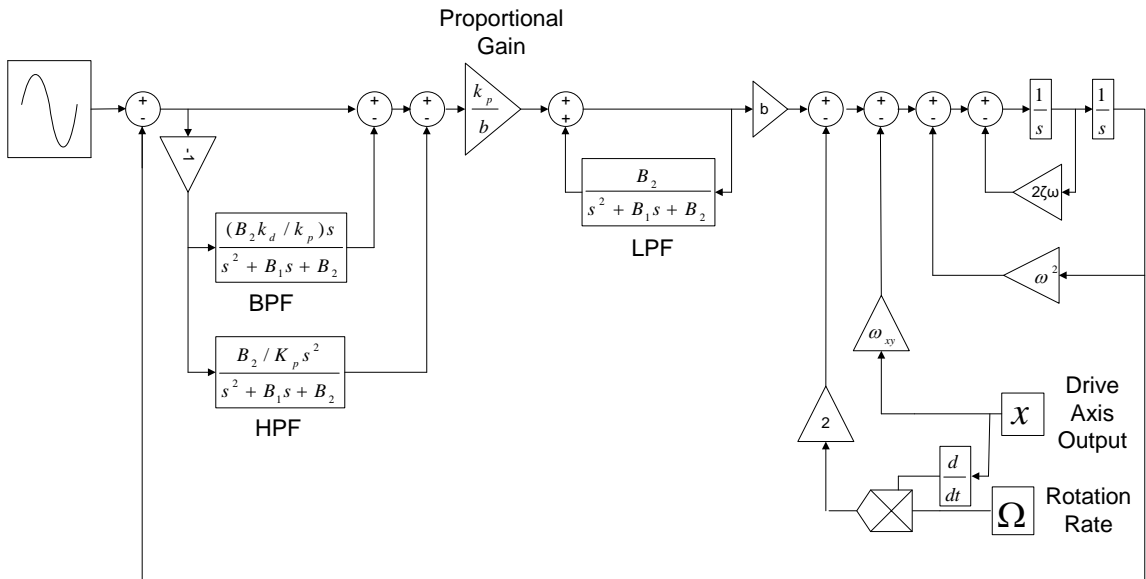 Proportional
Gain
+
-
-1
+
-
+
-
k_p
b
+
+
b
+
-
+
-
+
-
+
-
1
s
1
s
(B_2 k_d / k_p) s
s^2 + B_1 s + B_2
BPF
B_2
s^2 + B_1 s + B_2
LPF
2ζω
ω^2
B_2 / K_p s^2
s^2 + B_1 s + B_2
HPF
ω_xy
2
x
Drive
Axis
Output
d
dt
Ω
Rotation
Rate